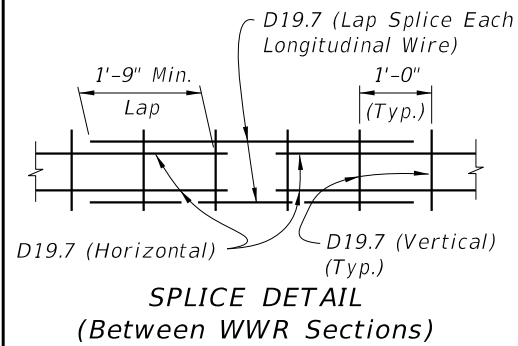 D19.7 (Lap Splice Each
Longitudinal Wire)
1'-9" Min.
Lap
1'-0"
(Typ.)
D19.7 (Horizontal)
D19.7 (Vertical)
(Typ.)
SPLICE DETAIL
(Between WWR Sections)